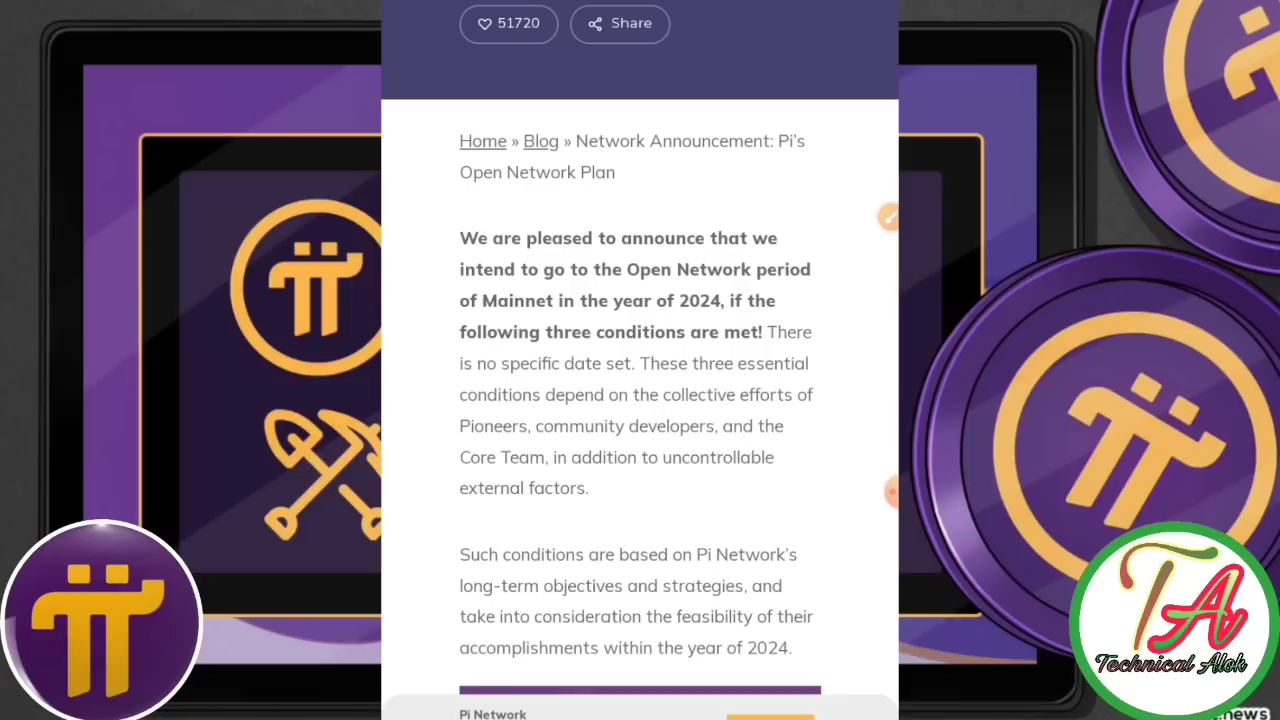 51720
Share
Home » Blog » Network Announcement: Pi’s
Open Network Plan
We are pleased to announce that we
intend to go to the Open Network period
of Mainnet in the year of 2024, if the
following three conditions are met! There
is no specific date set. These three essential
conditions depend on the collective efforts of
Pioneers, community developers, and the
Core Team, in addition to uncontrollable
external factors.
Such conditions are based on Pi Network’s
long-term objectives and strategies, and
take into consideration the feasibility of their
accomplishments within the year of 2024.
Pi Network
TA
Technical Alok
news